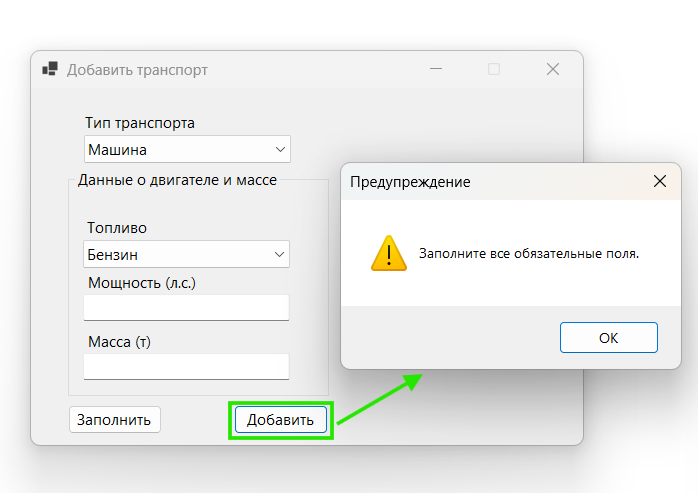 Добавить транспорт
Тип транспорта
Машина
Данные о двигателе и массе
Топливо
Бензин
Мощность (л.с.)
Масса (т)
Заполнить
Добавить
Предупреждение
Заполните все обязательные поля.
ОК